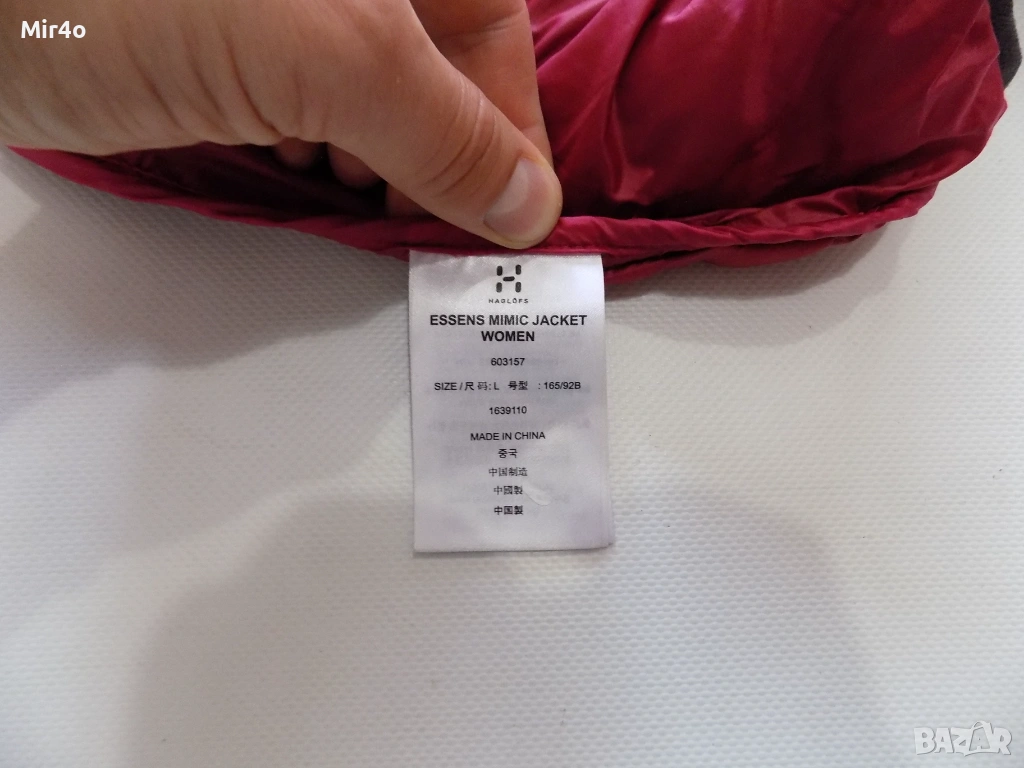 Mir4o
HAGLÖFS
ESSENS MIMIC JACKET
WOMEN
603157
SIZE / 尺 码: L 号型 : 165/92B
1639110
MADE IN CHINA
중국
中国制造
中國製
中国製
BAZAR